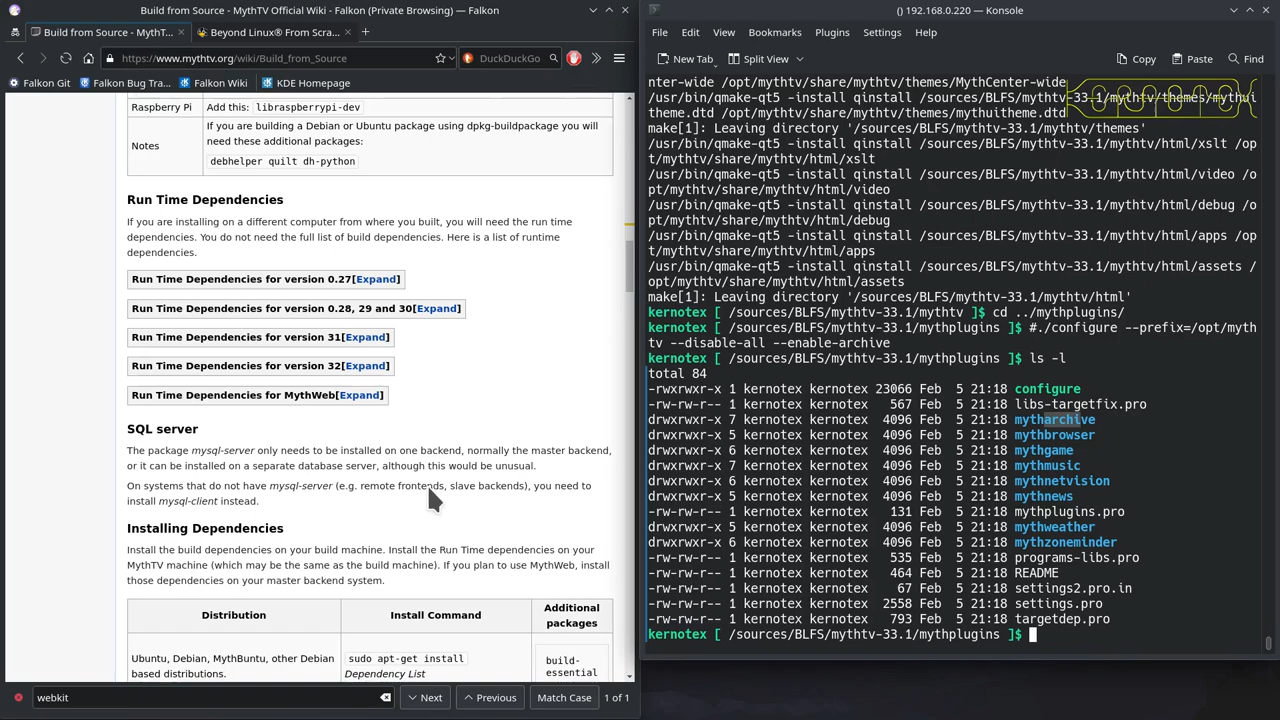 Build from Source - MythTV Official Wiki - Falkon (Private Browsing) — Falkon
Build from Source - MythT...
Beyond Linux® From Scra...
https://www.mythtv.org/wiki/Build_from_Source
DuckDuckGo
Falkon Git
Falkon Bug Tra...
Falkon Wiki
KDE Homepage
Raspberry Pi Add this: libraspberrypi-dev
If you are building a Debian or Ubuntu package using dpkg-buildpackage you will
Notes need these additional packages:
debhelper quilt dh-python
Run Time Dependencies
If you are installing on a different computer from where you built, you will need the run time
dependencies. You do not need the full list of build dependencies. Here is a list of runtime
dependencies.
Run Time Dependencies for version 0.27[Expand]
Run Time Dependencies for version 0.28, 29 and 30[Expand]
Run Time Dependencies for version 31[Expand]
Run Time Dependencies for version 32[Expand]
Run Time Dependencies for MythWeb[Expand]
SQL server
The package mysql-server only needs to be installed on one backend, normally the master backend,
or it can be installed on a separate database server, although this would be unusual.
On systems that do not have mysql-server (e.g. remote frontends, slave backends), you need to
install mysql-client instead.
Installing Dependencies
Install the build dependencies on your build machine. Install the Run Time dependencies on your
MythTV machine (which may be the same as the build machine). If you plan to use MythWeb, install
those dependencies on your master backend system.
Distribution Install Command Additional packages
Ubuntu, Debian, MythBuntu, other Debian based distributions. sudo apt-get install Dependency List build-essential
webkit
Next
Previous
Match Case
1 of 1
() 192.168.0.220 — Konsole
File Edit View Bookmarks Plugins Settings Help
New Tab Split View Copy Paste Find
nter-wide /opt/mythtv/share/mythtv/themes/MythCenter-wide
/usr/bin/qmake-qt5 -install qinstall /sources/BLFS/mythtv-33.1/mythtv/themes/mythui
theme.dtd /opt/mythtv/share/mythtv/themes/mythuitheme.dtd
make[1]: Leaving directory '/sources/BLFS/mythtv-33.1/mythtv/themes'
/usr/bin/qmake-qt5 -install qinstall /sources/BLFS/mythtv-33.1/mythtv/html/xslt /op
t/mythtv/share/mythtv/html/xslt
/usr/bin/qmake-qt5 -install qinstall /sources/BLFS/mythtv-33.1/mythtv/html/video /o
pt/mythtv/share/mythtv/html/video
/usr/bin/qmake-qt5 -install qinstall /sources/BLFS/mythtv-33.1/mythtv/html/debug /o
pt/mythtv/share/mythtv/html/debug
/usr/bin/qmake-qt5 -install qinstall /sources/BLFS/mythtv-33.1/mythtv/html/apps /op
t/mythtv/share/mythtv/html/apps
/usr/bin/qmake-qt5 -install qinstall /sources/BLFS/mythtv-33.1/mythtv/html/assets /
opt/mythtv/share/mythtv/html/assets
make[1]: Leaving directory '/sources/BLFS/mythtv-33.1/mythtv/html'
kernotex [ /sources/BLFS/mythtv-33.1/mythtv ]$ cd ../mythplugins/
kernotex [ /sources/BLFS/mythtv-33.1/mythplugins ]$ #./configure --prefix=/opt/myth
tv --disable-all --enable-archive
kernotex [ /sources/BLFS/mythtv-33.1/mythplugins ]$ ls -l
total 84
-rwxrwxr-x 1 kernotex kernotex 23066 Feb  5 21:18 configure
-rw-rw-r-- 1 kernotex kernotex   567 Feb  5 21:18 libs-targetfix.pro
drwxrwxr-x 7 kernotex kernotex  4096 Feb  5 21:18 mytharchive
drwxrwxr-x 5 kernotex kernotex  4096 Feb  5 21:18 mythbrowser
drwxrwxr-x 6 kernotex kernotex  4096 Feb  5 21:18 mythgame
drwxrwxr-x 7 kernotex kernotex  4096 Feb  5 21:18 mythmusic
drwxrwxr-x 6 kernotex kernotex  4096 Feb  5 21:18 mythnetvision
drwxrwxr-x 5 kernotex kernotex  4096 Feb  5 21:18 mythnews
-rw-rw-r-- 1 kernotex kernotex   131 Feb  5 21:18 mythplugins.pro
drwxrwxr-x 5 kernotex kernotex  4096 Feb  5 21:18 mythweather
drwxrwxr-x 6 kernotex kernotex  4096 Feb  5 21:18 mythzoneminder
-rw-rw-r-- 1 kernotex kernotex   535 Feb  5 21:18 programs-libs.pro
-rw-rw-r-- 1 kernotex kernotex   464 Feb  5 21:18 README
-rw-rw-r-- 1 kernotex kernotex    67 Feb  5 21:18 settings2.pro.in
-rw-rw-r-- 1 kernotex kernotex  2558 Feb  5 21:18 settings.pro
-rw-rw-r-- 1 kernotex kernotex   793 Feb  5 21:18 targetdep.pro
kernotex [ /sources/BLFS/mythtv-33.1/mythplugins ]$